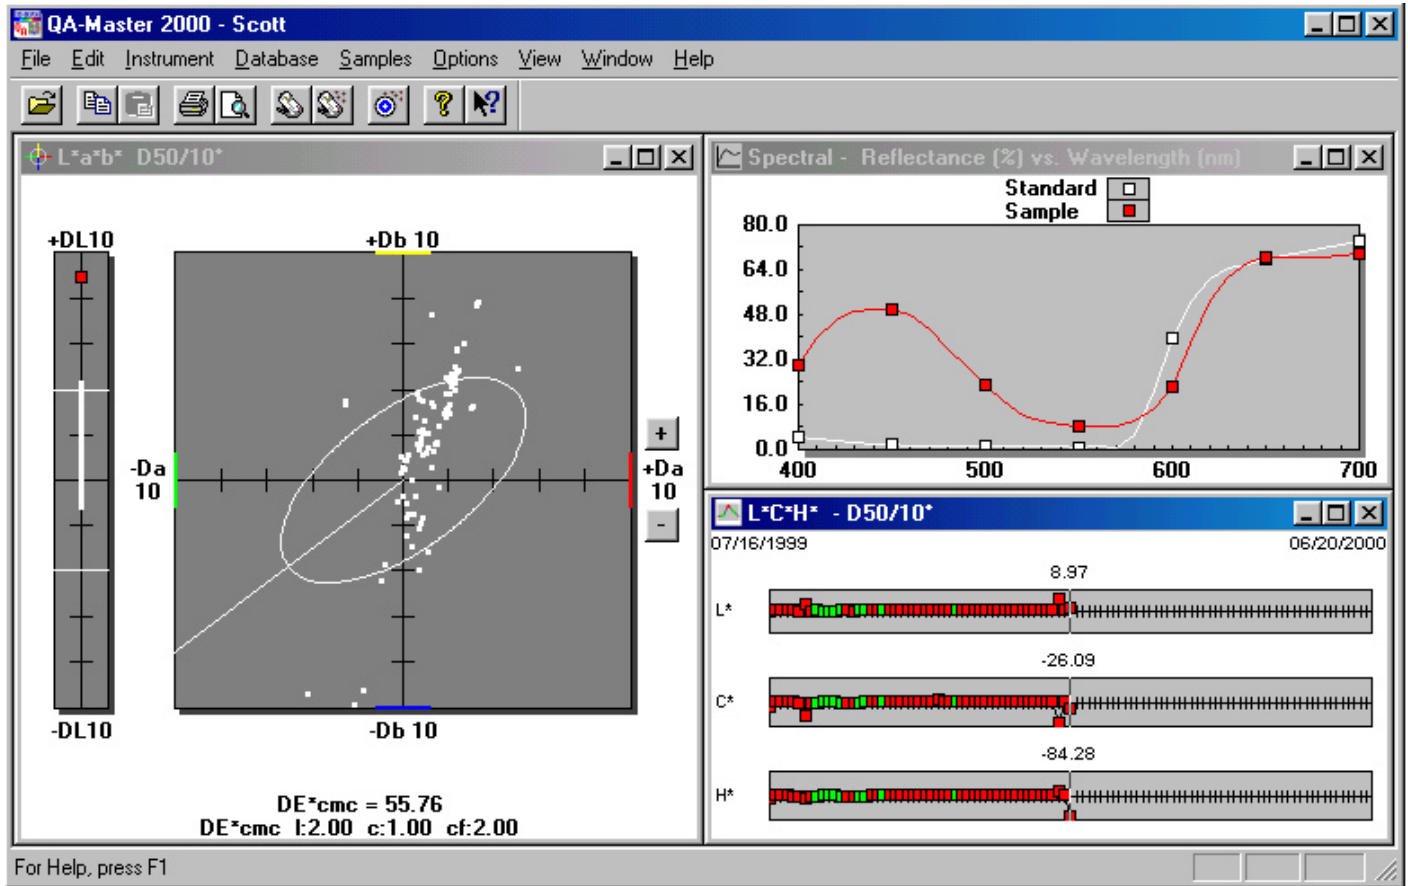 QA-Master 2000 - Scott
File Edit Instrument Database Samples Options View Window Help
L*a*b* D50/10*
+DL10
+Db 10
-Da
10
+
+Da
10
-
-DL10
-Db 10
DE*cmc = 55.76
DE*cmc l:2.00 c:1.00 cf:2.00
Spectral - Reflectance (%) vs. Wavelength (nm)
Standard
Sample
80.0
64.0
48.0
32.0
16.0
0.0
400 500 600 700
L*C*H* - D50/10*
07/16/1999 06/20/2000
8.97
L*
-26.09
C*
-84.28
H*
For Help, press F1